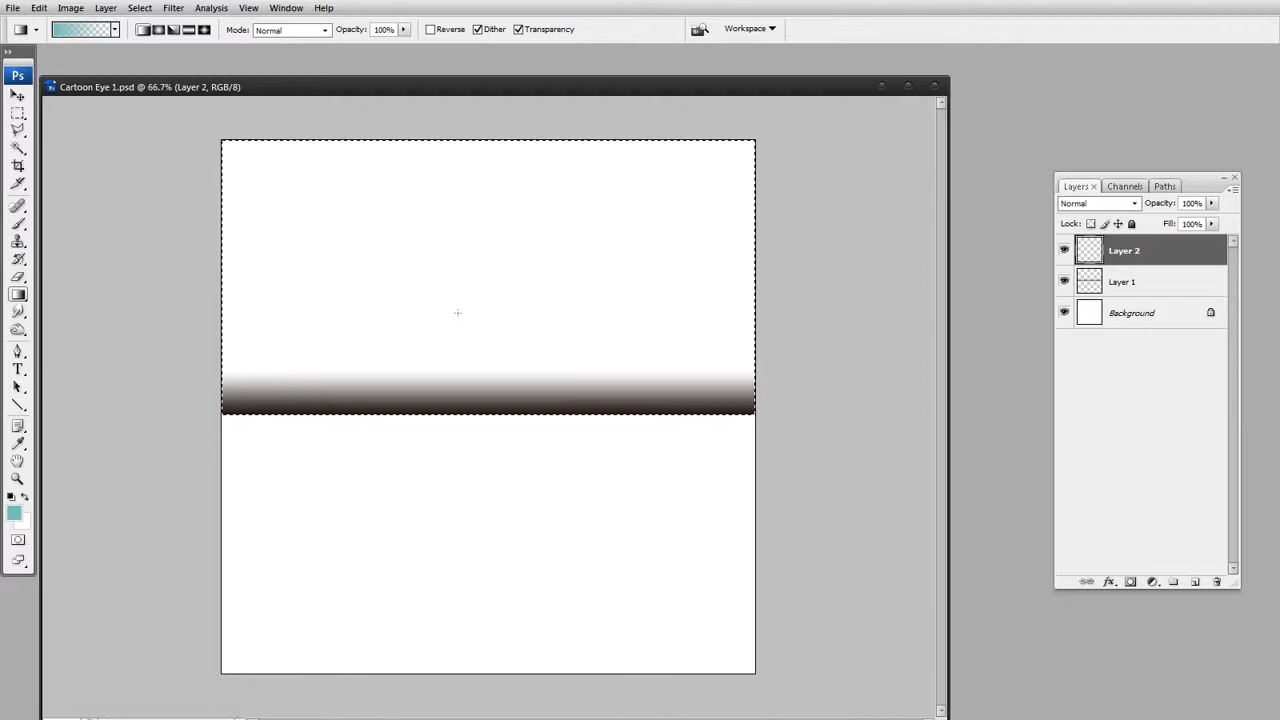 File Edit Image Layer Select Filter Analysis View Window Help
Mode: Normal Opacity: 100% Reverse Dither Transparency Workspace
Ps
Cartoon Eye 1.psd @ 66.7% (Layer 2, RGB/8)
Layers Channels Paths
Normal Opacity: 100%
Lock: Fill: 100%
Layer 2
Layer 1
Background
T
fx